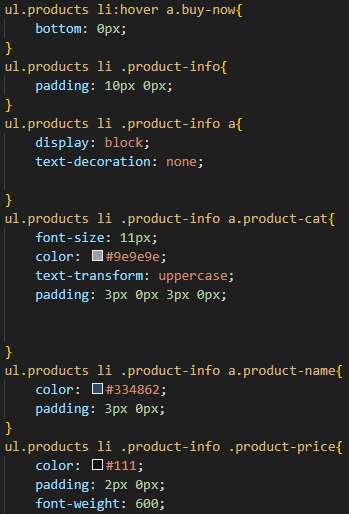 ul.products li:hover a.buy-now{
    bottom: 0px;
}
ul.products li .product-info{
    padding: 10px 0px;
}
ul.products li .product-info a{
    display: block;
    text-decoration: none;

}
ul.products li .product-info a.product-cat{
    font-size: 11px;
    color: #9e9e9e;
    text-transform: uppercase;
    padding: 3px 0px 3px 0px;


}
ul.products li .product-info a.product-name{
    color: #334862;
    padding: 3px 0px;
}
ul.products li .product-info .product-price{
    color: #111;
    padding: 2px 0px;
    font-weight: 600;